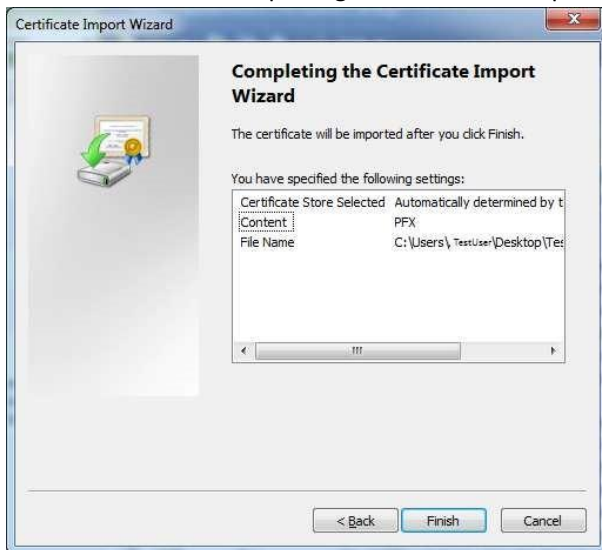 Certificate Import Wizard
Completing the Certificate Import
Wizard
The certificate will be imported after you click Finish.
You have specified the following settings:
Certificate Store Selected Automatically determined by t
Content PFX
File Name C:\Users\ TestUser\Desktop\Tes
< Back Finish Cancel